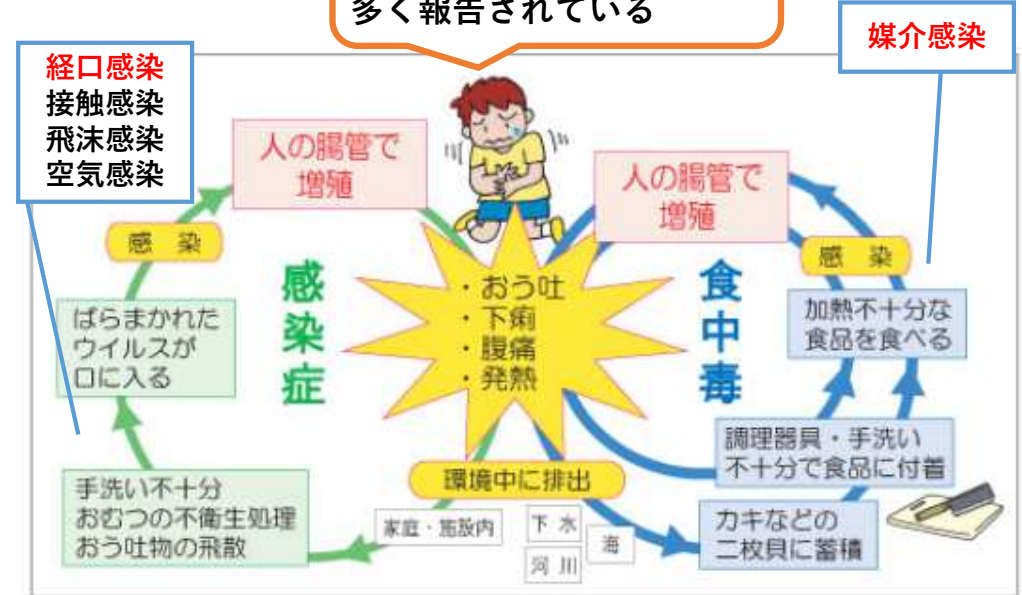 多く報告されている
媒介感染
経口感染
接触感染
飛沫感染
空気感染
人の腸管で
増殖
人の腸管で
増殖
感 染
感 染
感染症
食中毒
・おう吐
・下痢
・腹痛
・発熱
ばらまかれた
ウイルスが
口に入る
加熱不十分な
食品を食べる
調理器具・手洗い
不十分で食品に付着
環境中に排出
手洗い不十分
おむつの不衛生処理
おう吐物の飛散
家庭・施設内
下 水
海
河 川
カキなどの
二枚貝に蓄積